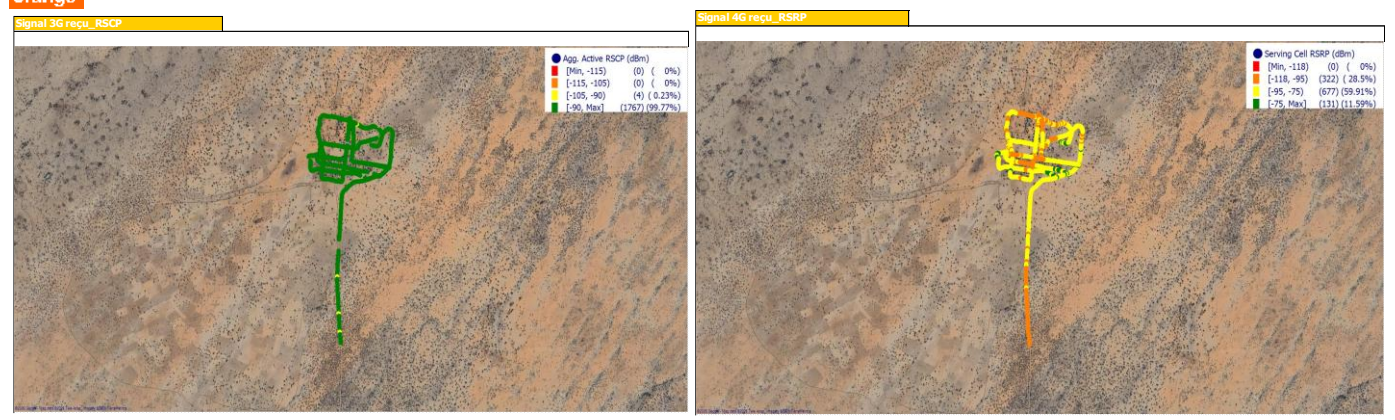 Orange
Signal 3G reçu_RSCP
Agg. Active RSCP (dBm)
[Min, -115) (0) ( 0%)
[-115, -105) (0) ( 0%)
[-105, -90) (4) ( 0.23%)
[-90, Max] (1767) (99.77%)
Signal 4G reçu_RSRP
Serving Cell RSRP (dBm)
[Min, -118) (0) ( 0%)
[-118, -95) (322) ( 28.5%)
[-95, -75) (677) (59.91%)
[-75, Max] (131) (11.59%)